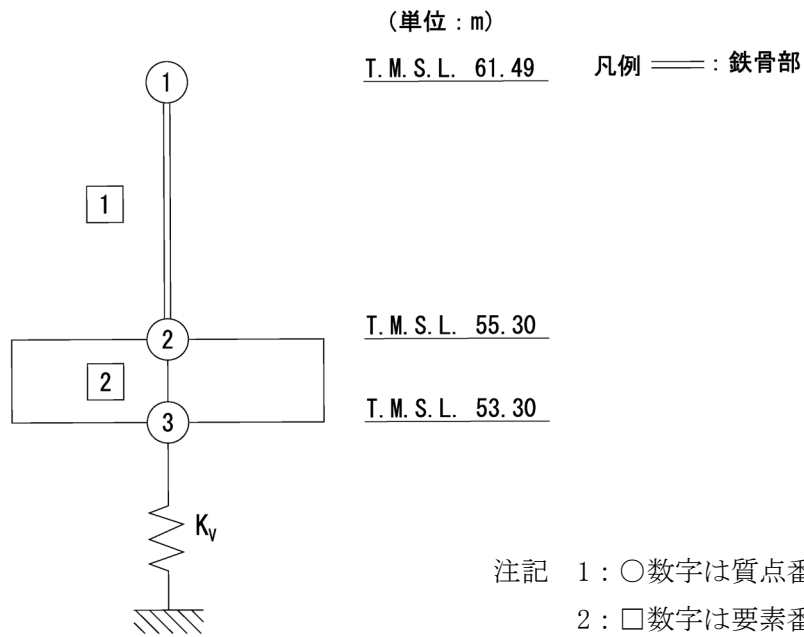 (単位:m)
①
T.M.S.L. 61.49
凡例 ═══:鉄骨部
1
T.M.S.L. 55.30
②
2
T.M.S.L. 53.30
③
Kv
注記 1:○数字は質点番
2:□数字は要素番